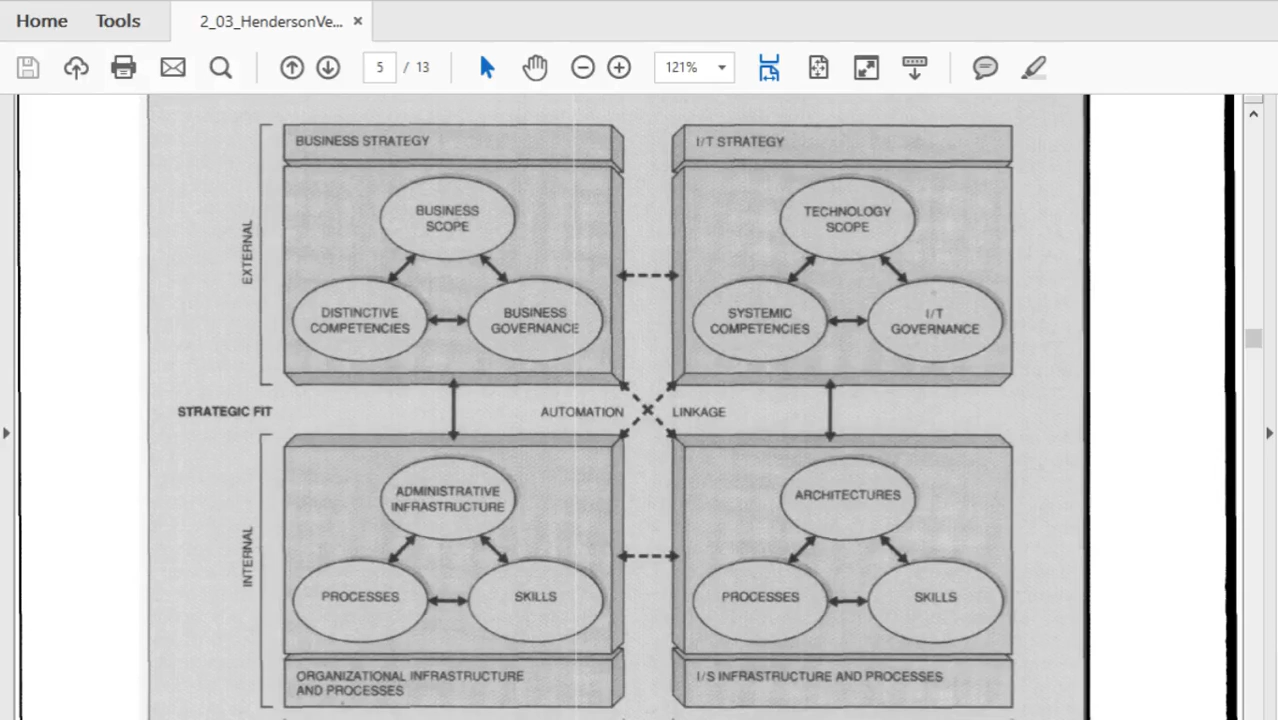 Home
Tools
2_03_HendersonVe... ×
5 / 13
121%
BUSINESS STRATEGY
I/T STRATEGY
EXTERNAL
BUSINESS
SCOPE
DISTINCTIVE
COMPETENCIES
BUSINESS
GOVERNANCE
TECHNOLOGY
SCOPE
SYSTEMIC
COMPETENCIES
I/T
GOVERNANCE
STRATEGIC FIT
AUTOMATION
LINKAGE
INTERNAL
ADMINISTRATIVE
INFRASTRUCTURE
PROCESSES
SKILLS
ARCHITECTURES
PROCESSES
SKILLS
ORGANIZATIONAL INFRASTRUCTURE
AND PROCESSES
I/S INFRASTRUCTURE AND PROCESSES